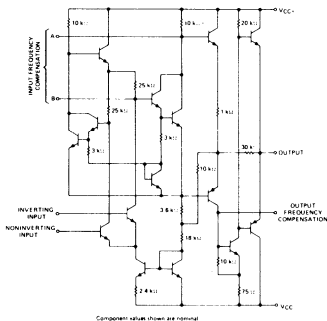 VCC+
10 kΩ
10 kΩ
20 kΩ
A
INPUT FREQUENCY
COMPENSATION
25 kΩ
B
25 kΩ
1 kΩ
3 kΩ
3 kΩ
30
OUTPUT
10 kΩ
3.6
INVERTING
INPUT
NONINVERTING
INPUT
OUTPUT
FREQUENCY
COMPENSATION
18 kΩ
10 kΩ
2.4 kΩ
75 Ω
VCC
Component values shown are nominal